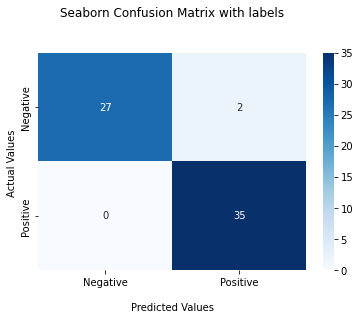 Seaborn Confusion Matrix with labels
Actual Values
Negative
Positive
27
2
0
35
Negative
Positive
Predicted Values
35
30
25
20
15
10
5
0